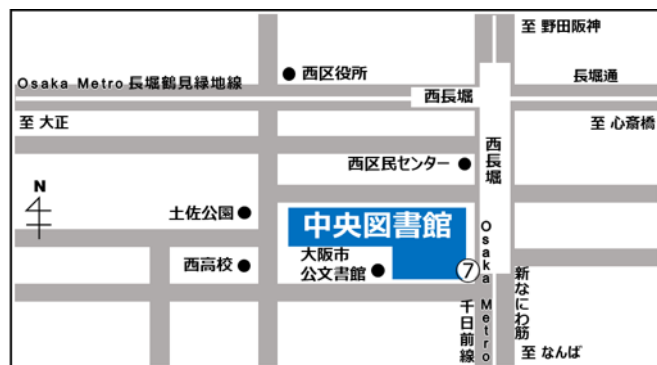 至 野田阪神
西区役所
長堀通
Osaka Metro 長堀鶴見緑地線
西長堀
至 大正
至 心斎橋
西長堀
西区民センター
N
土佐公園
中央図書館
大阪市
公文書館
西高校
⑦
Osaka Metro
千日前線
新なにわ筋
至 なんば